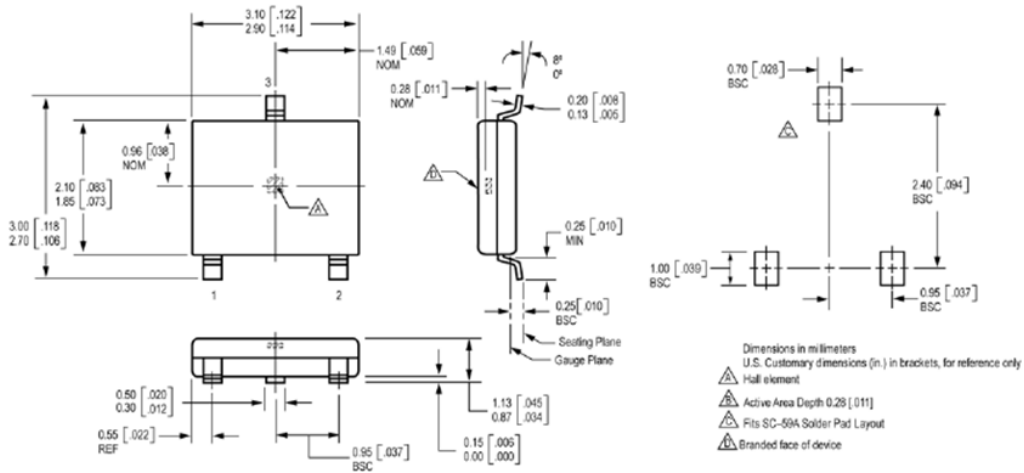 3.10 [.122]
2.90 [.114]
1.49 [.059]
NOM
3
0.28 [.011]
NOM
8°
0°
0.20 [.008]
0.13 [.005]
0.70 [.028]
BSC
C
0.96 [.038]
NOM
D
2.10 [.083]
1.85 [.073]
A
2.40 [.094]
BSC
3.00 [.118]
2.70 [.106]
0.25 [.010]
MIN
1.00 [.039]
BSC
1
2
0.25 [.010]
BSC
0.95 [.037]
BSC
Seating Plane
Gauge Plane
0.50 [.020]
0.30 [.012]
1.13 [.045]
0.87 [.034]
0.55 [.022]
REF
0.95 [.037]
BSC
0.15 [.006]
0.00 [.000]
Dimensions in millimeters
U.S. Customary dimensions (in.) in brackets, for reference only
A Hall element
B Active Area Depth 0.28 [.011]
C Fits SC–59A Solder Pad Layout
D Branded face of device